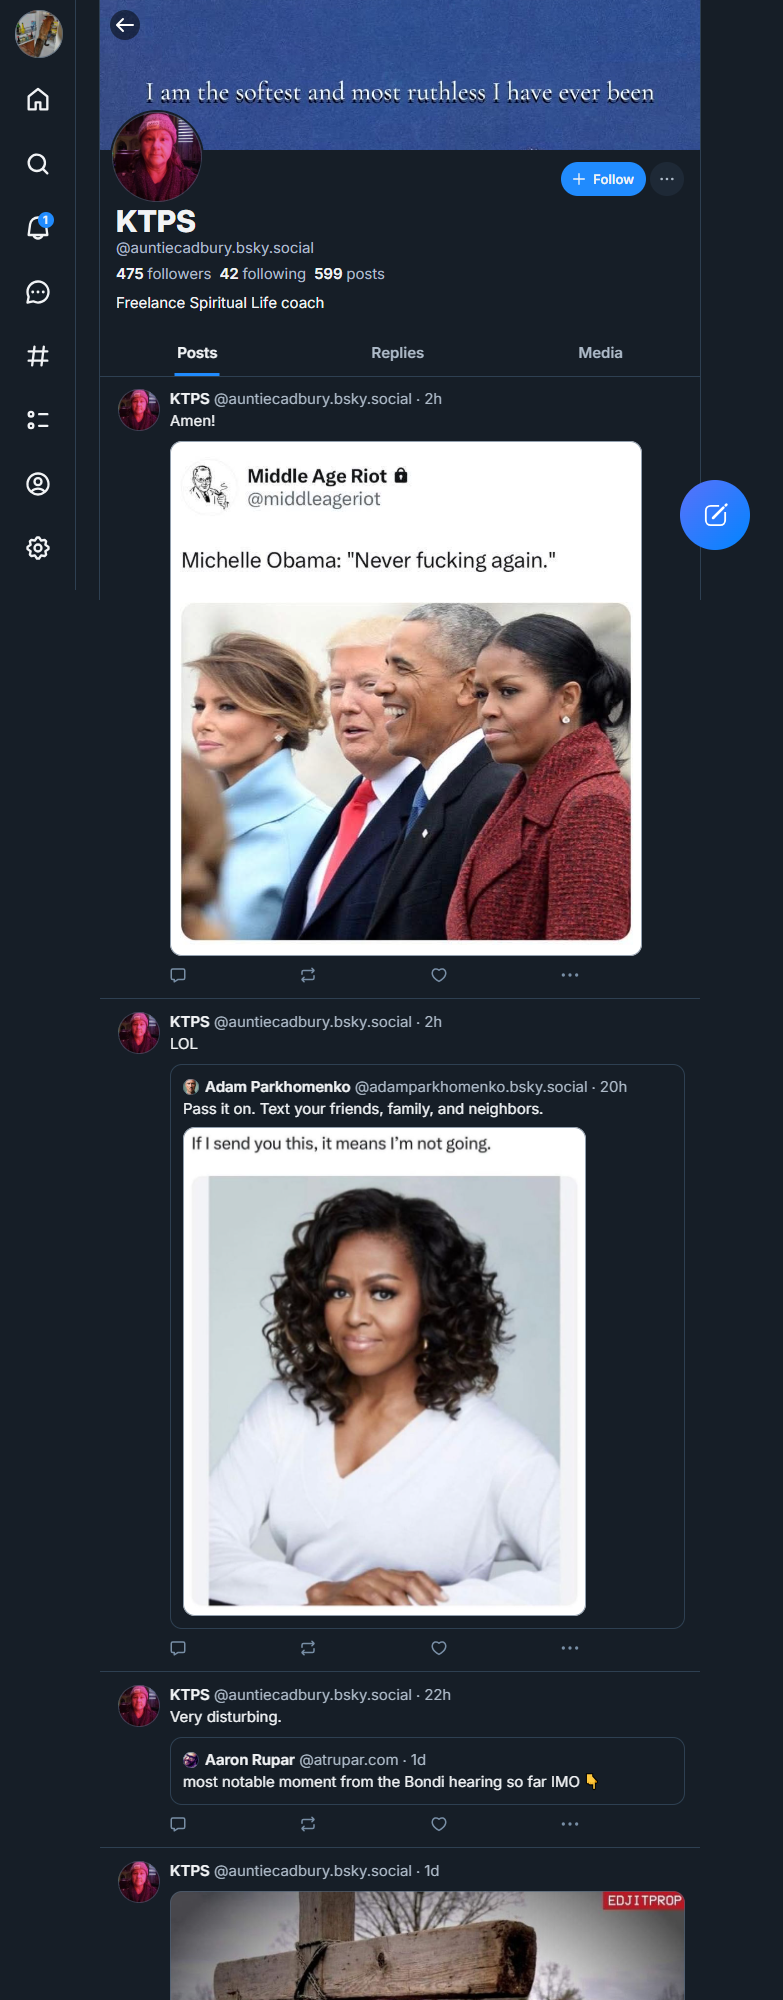 I am the softest and most ruthless I have ever been
+ Follow
KTPS
@auntiecadbury.bsky.social
475 followers 42 following 599 posts
Freelance Spiritual Life coach
1
Posts Replies Media
KTPS @auntiecadbury.bsky.social · 2h
Amen!
Middle Age Riot
@middleageriot
Michelle Obama: "Never fucking again."
KTPS @auntiecadbury.bsky.social · 2h
LOL
Adam Parkhomenko @adamparkhomenko.bsky.social · 20h
Pass it on. Text your friends, family, and neighbors.
If I send you this, it means I’m not going.
KTPS @auntiecadbury.bsky.social · 22h
Very disturbing.
Aaron Rupar @atrupar.com · 1d
most notable moment from the Bondi hearing so far IMO 👇
KTPS @auntiecadbury.bsky.social · 1d
EDJITPROP